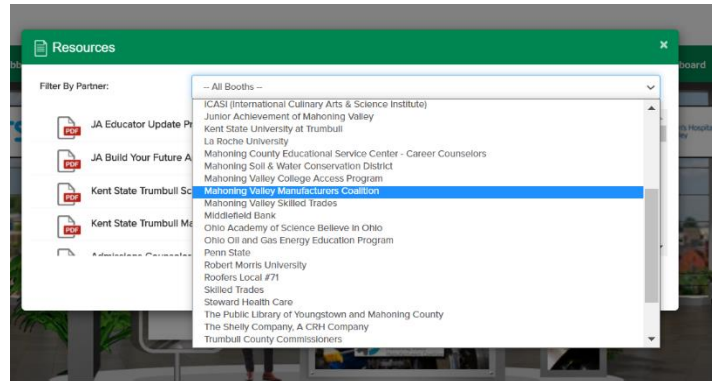 Resources
×
Filter By Partner:
-- All Booths --
ICASI (International Culinary Arts & Science Institute)
Junior Achievement of Mahoning Valley
Kent State University at Trumbull
La Roche University
Mahoning County Educational Service Center - Career Counselors
Mahoning Soil & Water Conservation District
Mahoning Valley College Access Program
Mahoning Valley Manufacturers Coalition
Mahoning Valley Skilled Trades
Middlefield Bank
Ohio Academy of Science Believe in Ohio
Ohio Oil and Gas Energy Education Program
Penn State
Robert Morris University
Roofers Local #71
Skilled Trades
Steward Health Care
The Public Library of Youngstown and Mahoning County
The Shelly Company, A CRH Company
Trumbull County Commissioners
PDF JA Educator Update Pr
PDF JA Build Your Future A
PDF Kent State Trumbull Sc
PDF Kent State Trumbull Ma
Admissions Counselor
bb
board